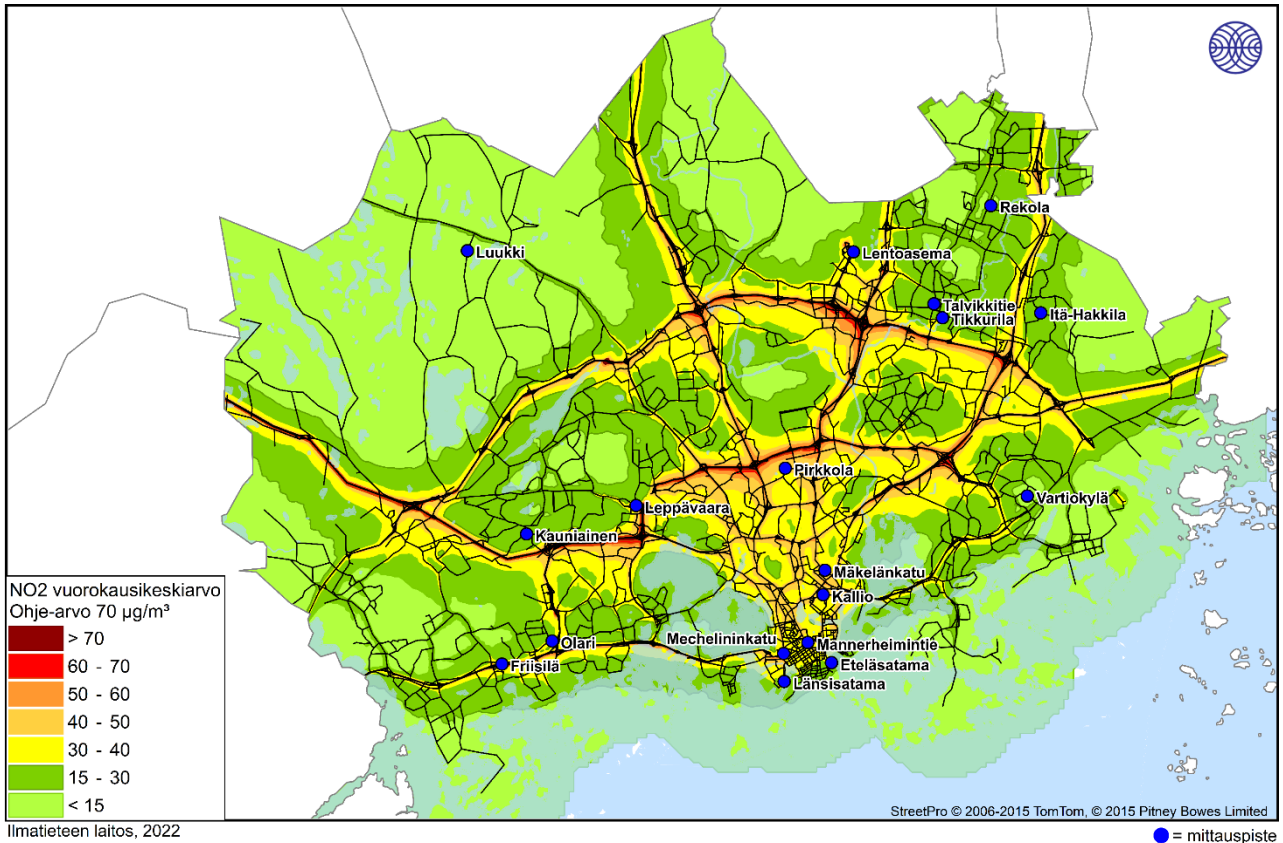 Rekola
Luukki
Lentoasema
Talvikkitie
Tikkurila
Itä-Hakkila
Pirkkola
Vartiokylä
Leppävaara
Kauniainen
Mäkelänkatu
Kallio
Olari
Mechelininkatu
Mannerheimintie
Friisilä
Eteläsatama
Länsisatama
NO2 vuorokausikeskiarvo
Ohje-arvo 70 µg/m³
> 70
60 - 70
50 - 60
40 - 50
30 - 40
15 - 30
< 15
StreetPro © 2006-2015 TomTom, © 2015 Pitney Bowes Limited
Ilmatieteen laitos, 2022
= mittauspiste